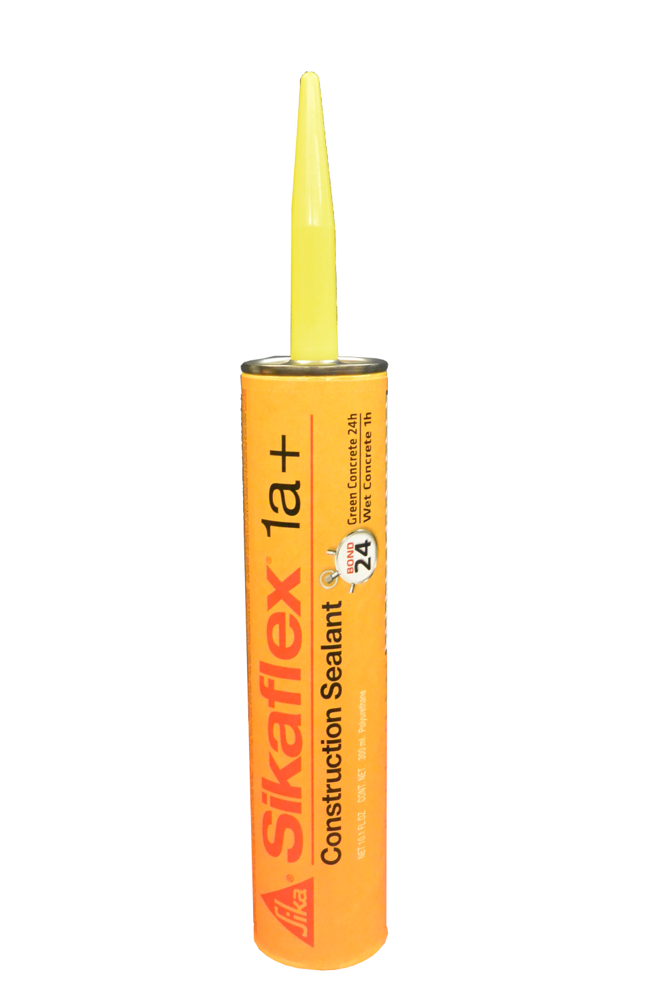 Sika®
Sikaflex® 1a+
Construction Sealant
BOND
24
Green Concrete 24h
Wet Concrete 1h
NET 10.1 FL.OZ CONT. NET. 300 ml. Polyurethane